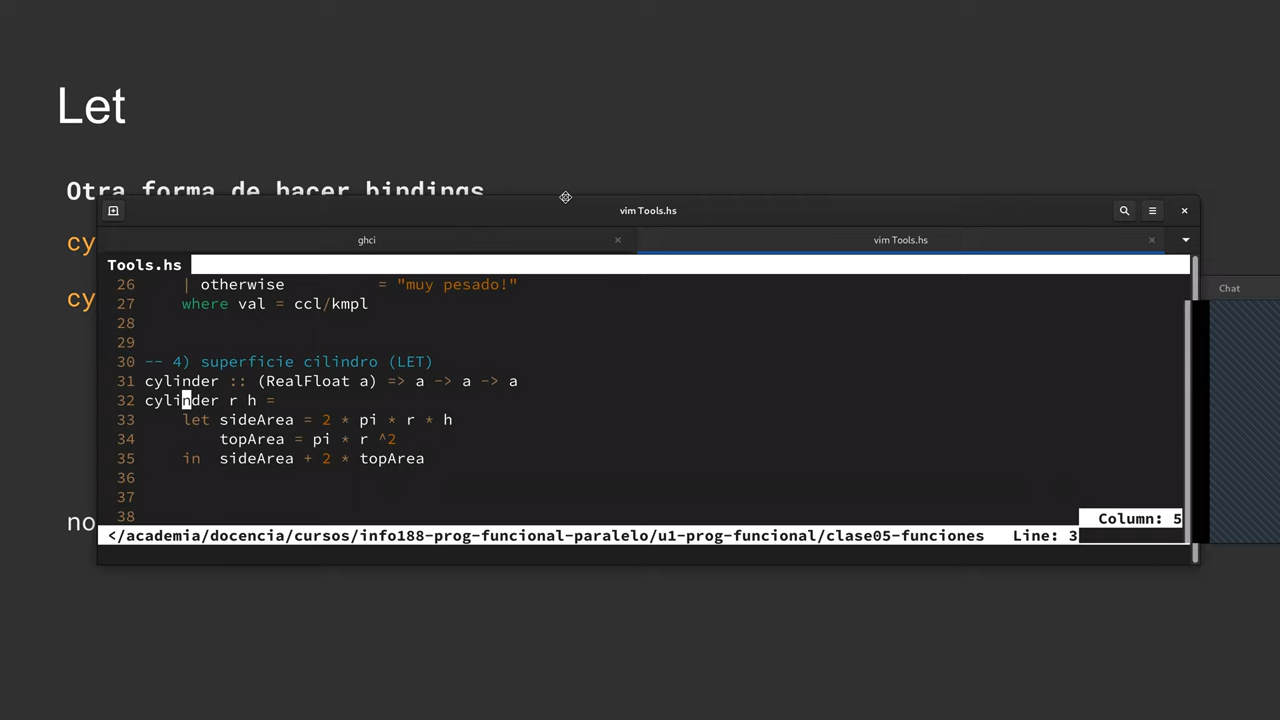 Let
Otra forma de hacer bindings
cy
cy
no
vim Tools.hs
ghci
vim Tools.hs
Tools.hs
26     | otherwise          = "muy pesado!"
27     where val = ccl/kmpl
28
29
30 -- 4) superficie cilindro (LET)
31 cylinder :: (RealFloat a) => a -> a -> a
32 cylinder r h =
33     let sideArea = 2 * pi * r * h
34         topArea = pi * r ^2
35     in  sideArea + 2 * topArea
36
37
38
Column: 5
</academia/docencia/cursos/info188-prog-funcional-paralelo/u1-prog-funcional/clase05-funciones   Line: 3
Chat